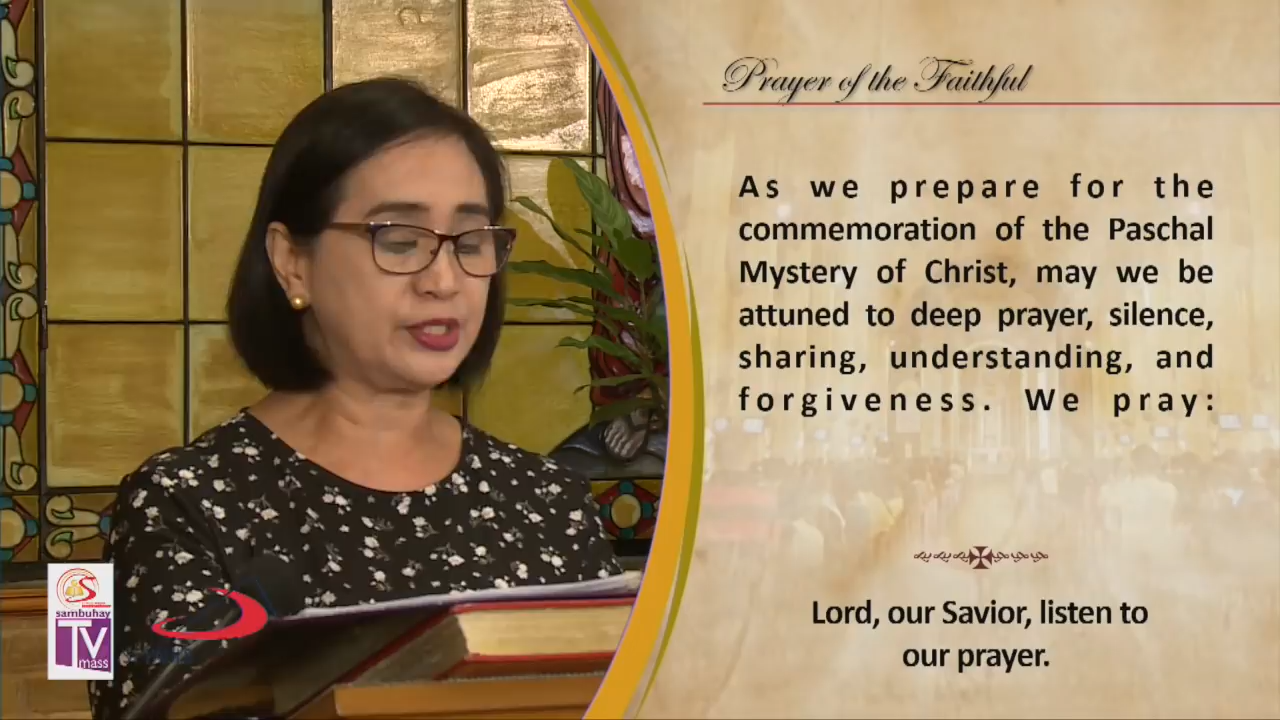 Prayer of the Faithful
As we prepare for the
commemoration of the Paschal
Mystery of Christ, may we be
attuned to deep prayer, silence,
sharing, understanding, and
forgiveness. We pray:
Lord, our Savior, listen to
our prayer.
sambuhay
TV
mass